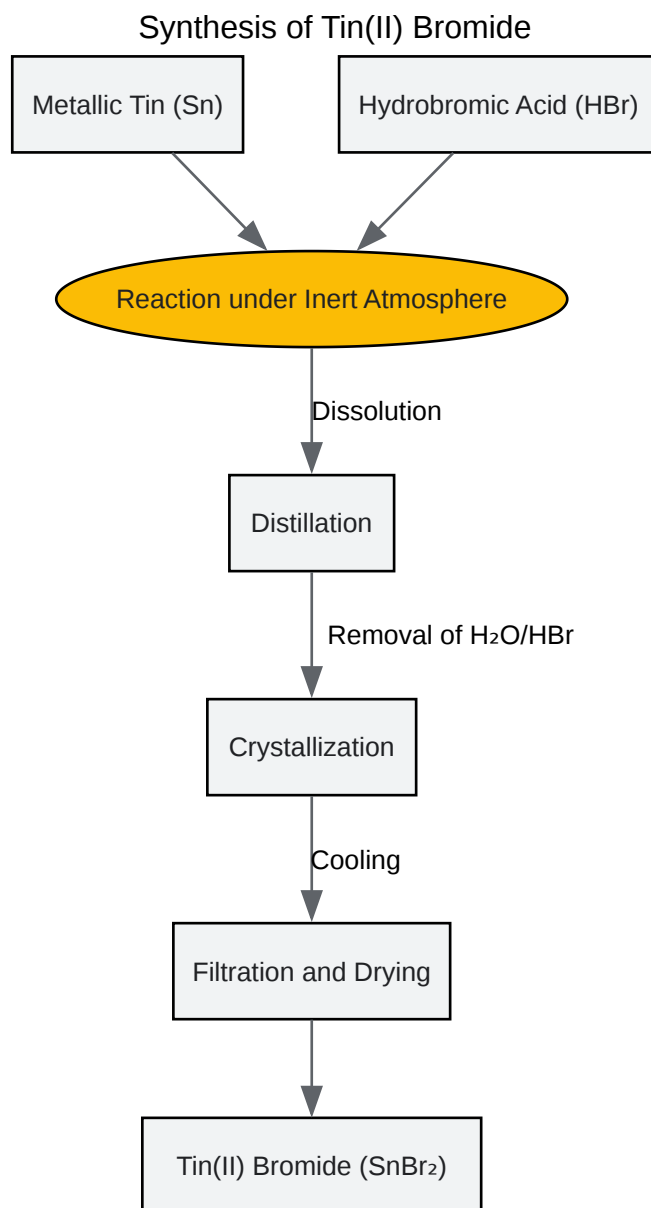 Synthesis of Tin(II) Bromide
Metallic Tin (Sn)
Hydrobromic Acid (HBr)
Reaction under Inert Atmosphere
Dissolution
Distillation
Removal of H₂O/HBr
Crystallization
Cooling
Filtration and Drying
Tin(II) Bromide (SnBr₂)